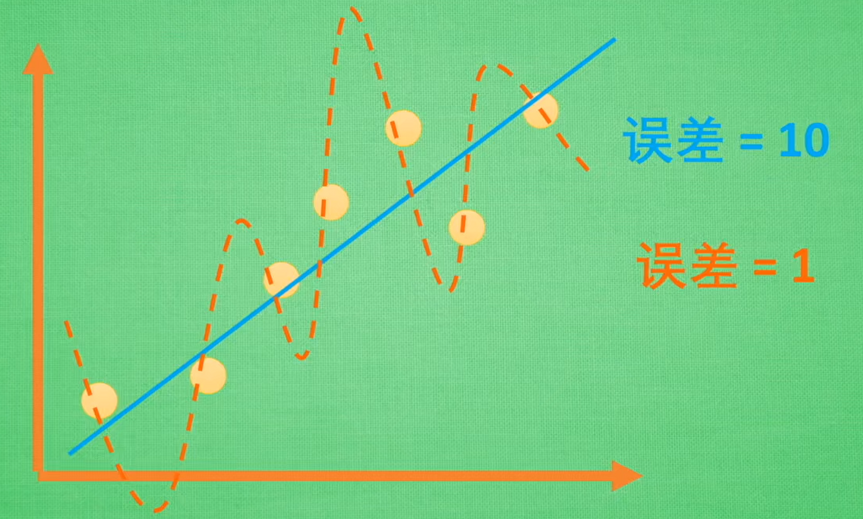 误差 = 10
误差 = 1